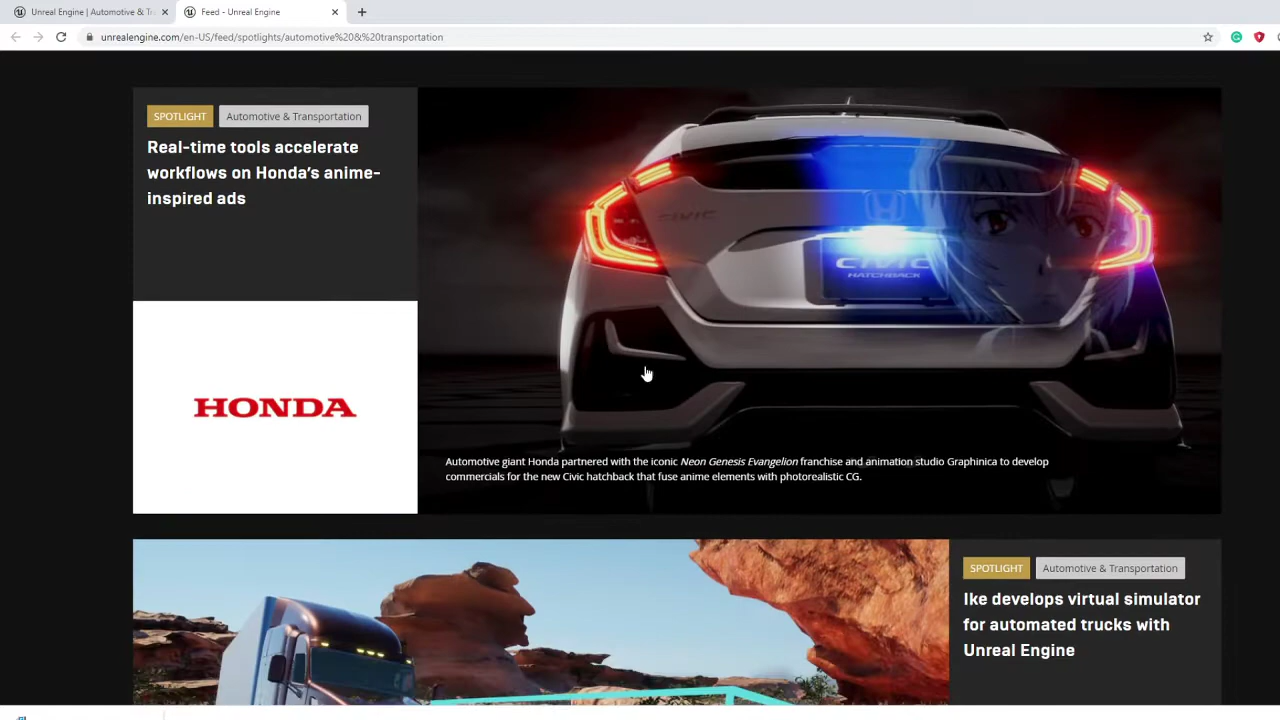 Unreal Engine | Automotive & Tr
Feed - Unreal Engine
unrealengine.com/en-US/feed/spotlights/automotive%20&%20transportation
SPOTLIGHT
Automotive & Transportation
Real-time tools accelerate
workflows on Honda's anime-
inspired ads
HONDA
CIVIC
CIVIC
HATCHBACK
Automotive giant Honda partnered with the iconic Neon Genesis Evangelion franchise and animation studio Graphinica to develop
commercials for the new Civic hatchback that fuse anime elements with photorealistic CG.
SPOTLIGHT
Automotive & Transportation
Ike develops virtual simulator
for automated trucks with
Unreal Engine